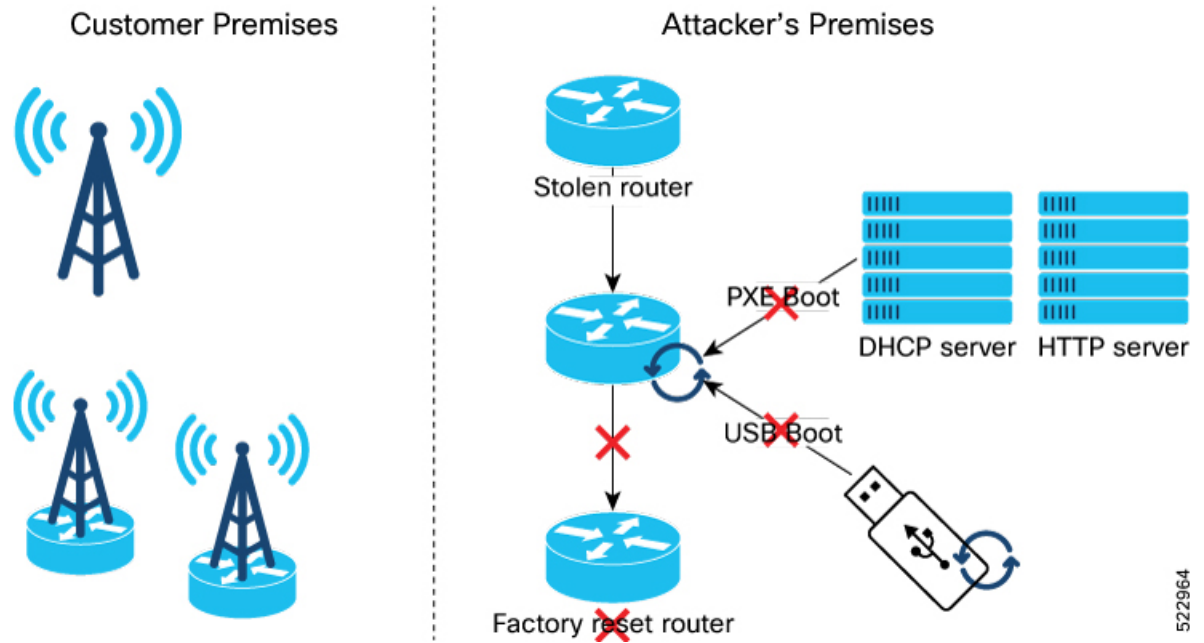 Customer Premises
Attacker's Premises
Stolen router
PXE Boot
DHCP server
HTTP server
USB Boot
Factory reset router
522964